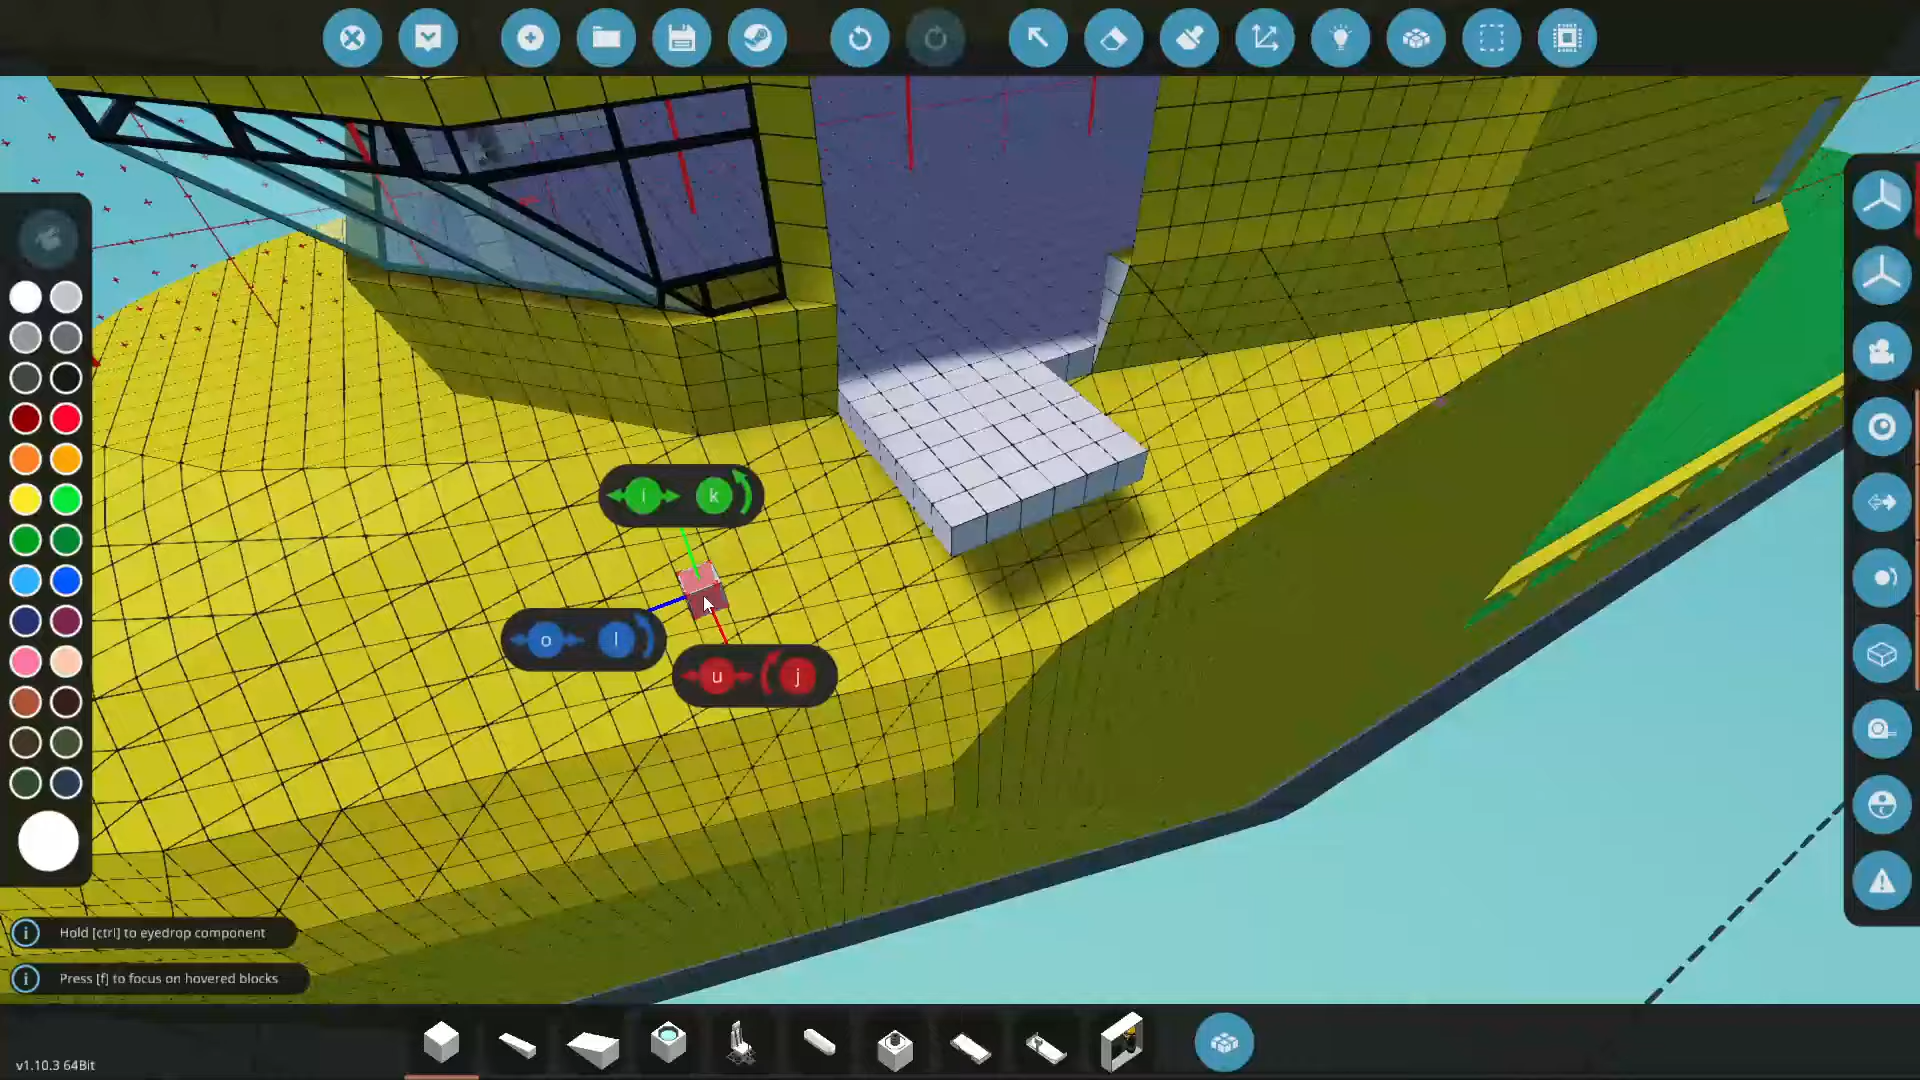 i k
o l
u j
Hold [ctrl] to eyedrop component
Press [f] to focus on hovered blocks
v1.10.3 64Bit